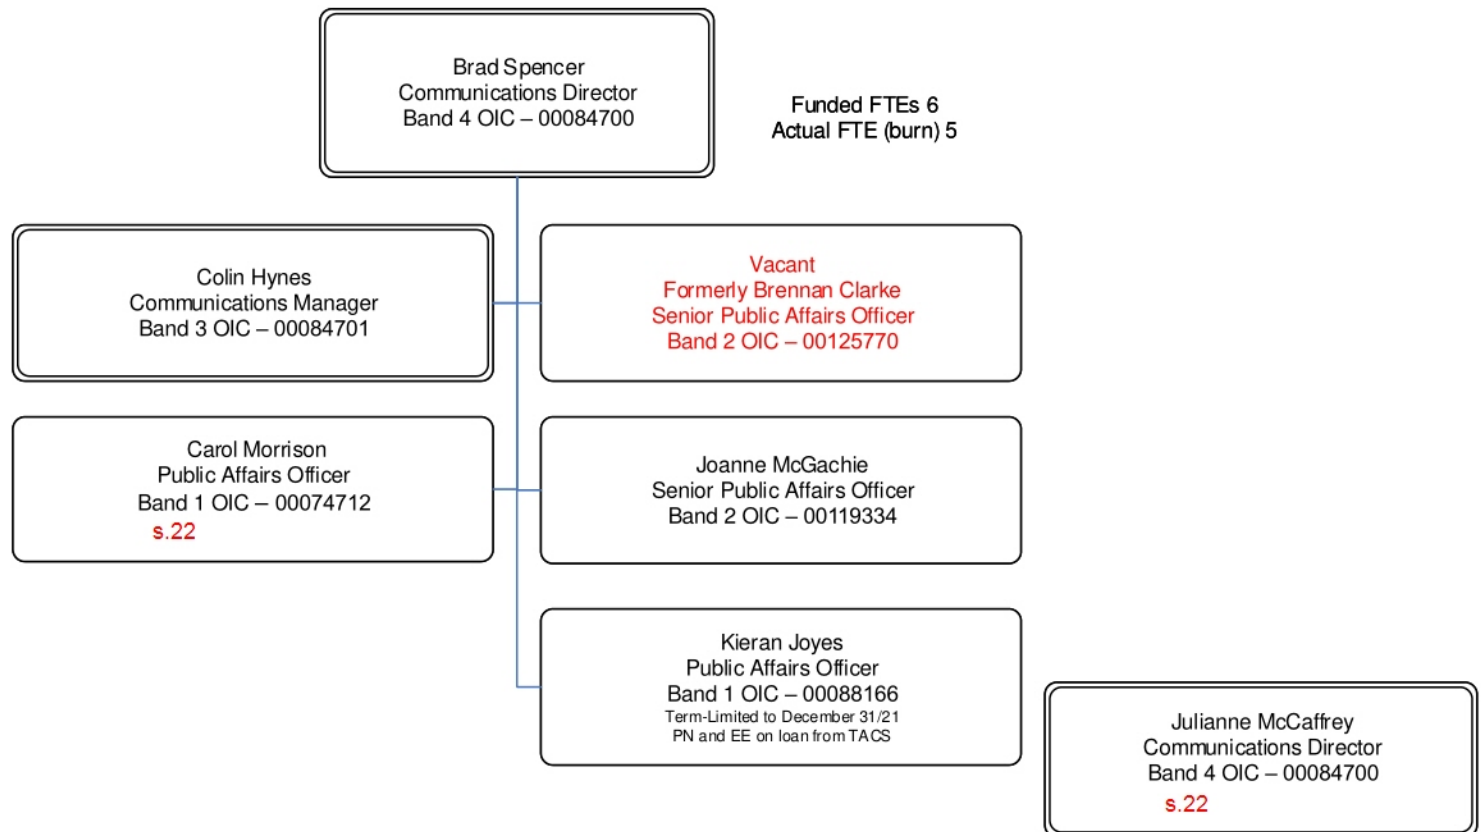 Brad Spencer
Communications Director
Band 4 OIC – 00084700
Funded FTEs 6
Actual FTE (burn) 5
Colin Hynes
Communications Manager
Band 3 OIC – 00084701
Vacant
Formerly Brennan Clarke
Senior Public Affairs Officer
Band 2 OIC – 00125770
Carol Morrison
Public Affairs Officer
Band 1 OIC – 00074712
s.22
Joanne McGachie
Senior Public Affairs Officer
Band 2 OIC – 00119334
Kieran Joyes
Public Affairs Officer
Band 1 OIC – 00088166
Term-Limited to December 31/21
PN and EE on loan from TACS
Julianne McCaffrey
Communications Director
Band 4 OIC – 00084700
s.22